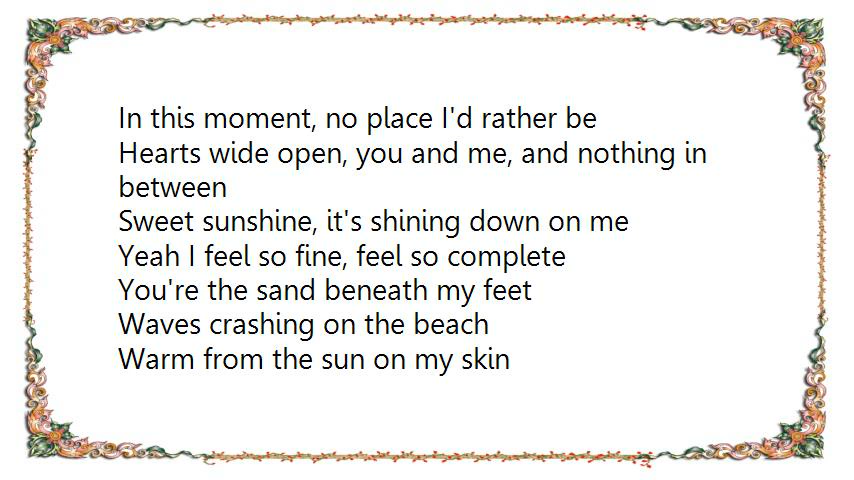 In this moment, no place I'd rather be
Hearts wide open, you and me, and nothing in
between
Sweet sunshine, it's shining down on me
Yeah I feel so fine, feel so complete
You're the sand beneath my feet
Waves crashing on the beach
Warm from the sun on my skin